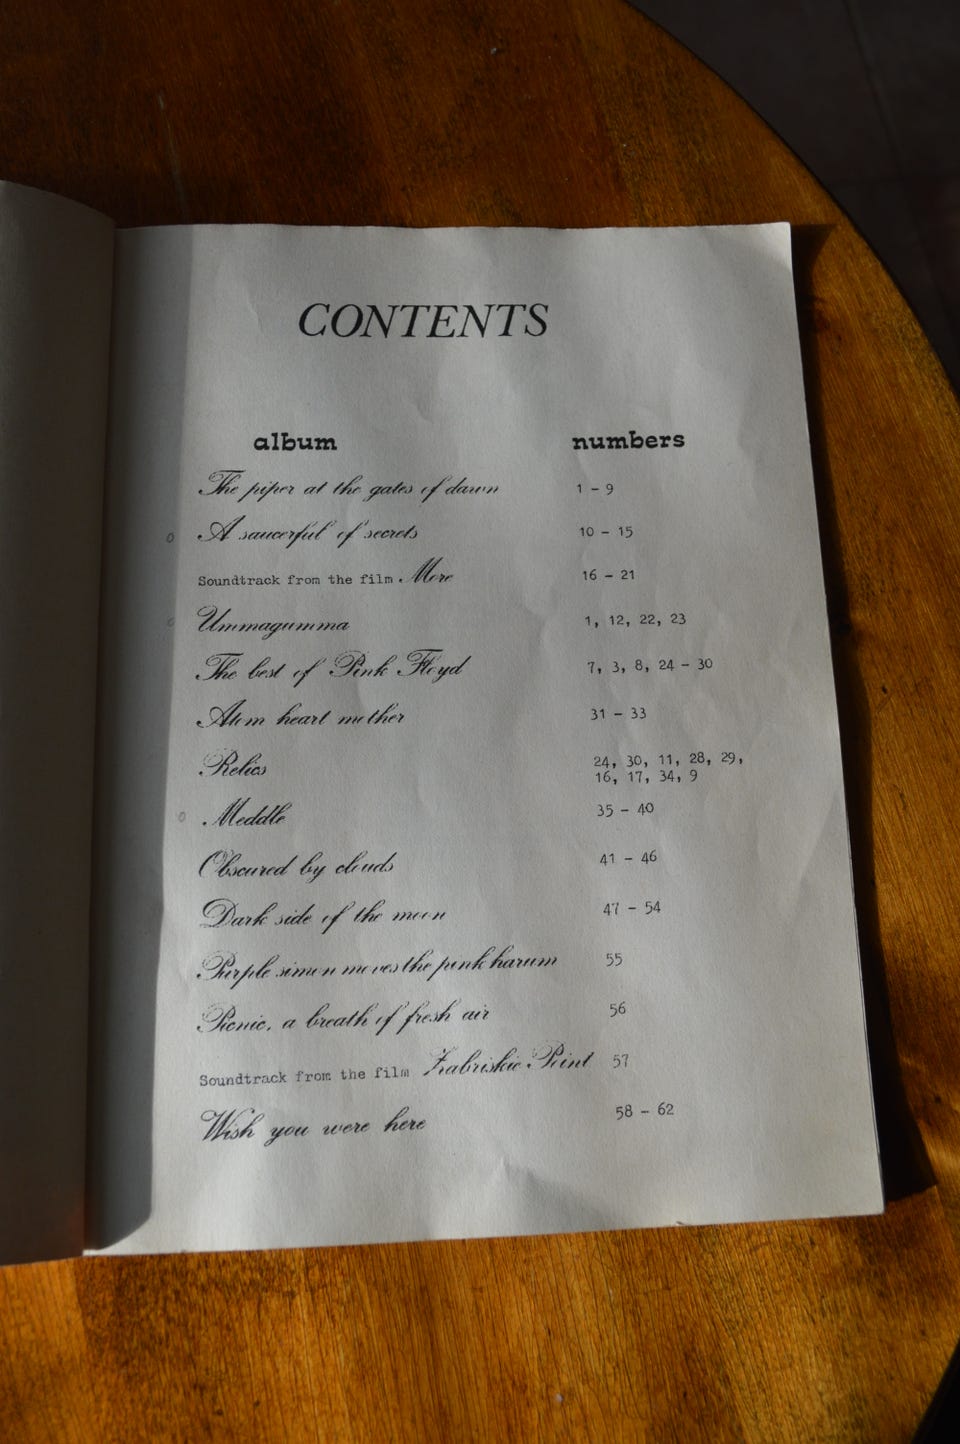 CONTENTS
album numbers
The piper at the gates of dawn 1 - 9
A saucerful of secrets 10 - 15
Soundtrack from the film More 16 - 21
Ummagumma 1, 12, 22, 23
The best of Pink Floyd 7, 3, 8, 24 - 30
Atom heart mother 31 - 33
Relics 24, 30, 11, 28, 29,
16, 17, 34, 9
Meddle 35 - 40
Obscured by clouds 41 - 46
Dark side of the moon 47 - 54
Purple simon moves the pink harum 55
Picnic, a breath of fresh air 56
Soundtrack from the film Zabriskie Point 57
Wish you were here 58 - 62